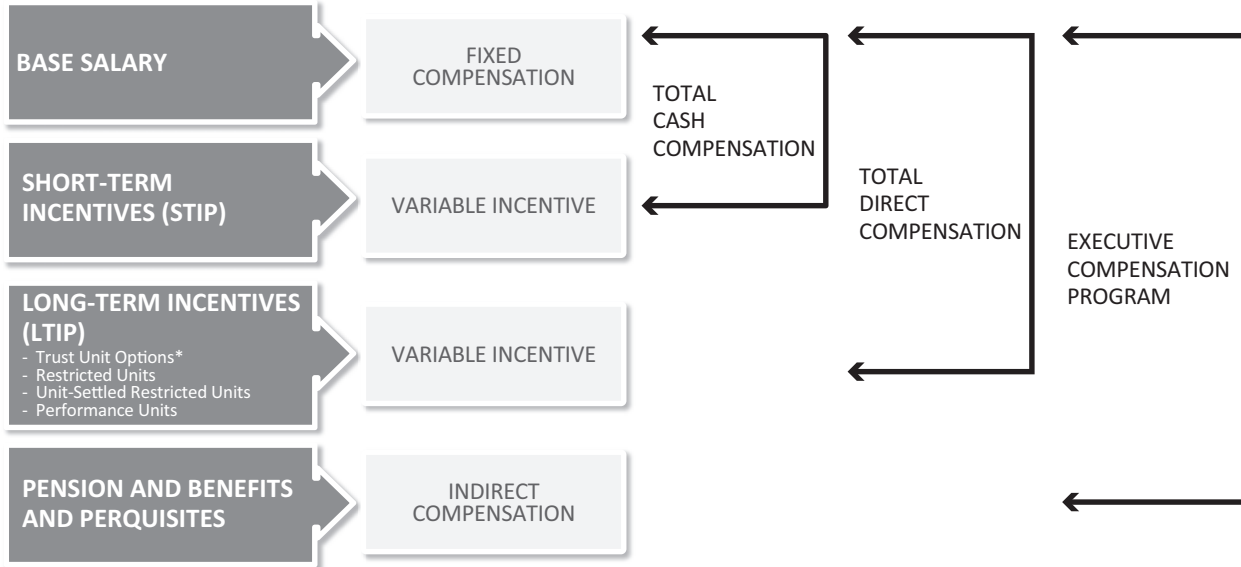 BASE SALARY
FIXED
COMPENSATION
TOTAL
CASH
COMPENSATION
SHORT-TERM
INCENTIVES (STIP)
VARIABLE INCENTIVE
TOTAL
DIRECT
COMPENSATION
EXECUTIVE
COMPENSATION
PROGRAM
LONG-TERM INCENTIVES
(LTIP)
- Trust Unit Options*
- Restricted Units
- Unit-Settled Restricted Units
- Performance Units
VARIABLE INCENTIVE
PENSION AND BENEFITS
AND PERQUISITES
INDIRECT
COMPENSATION